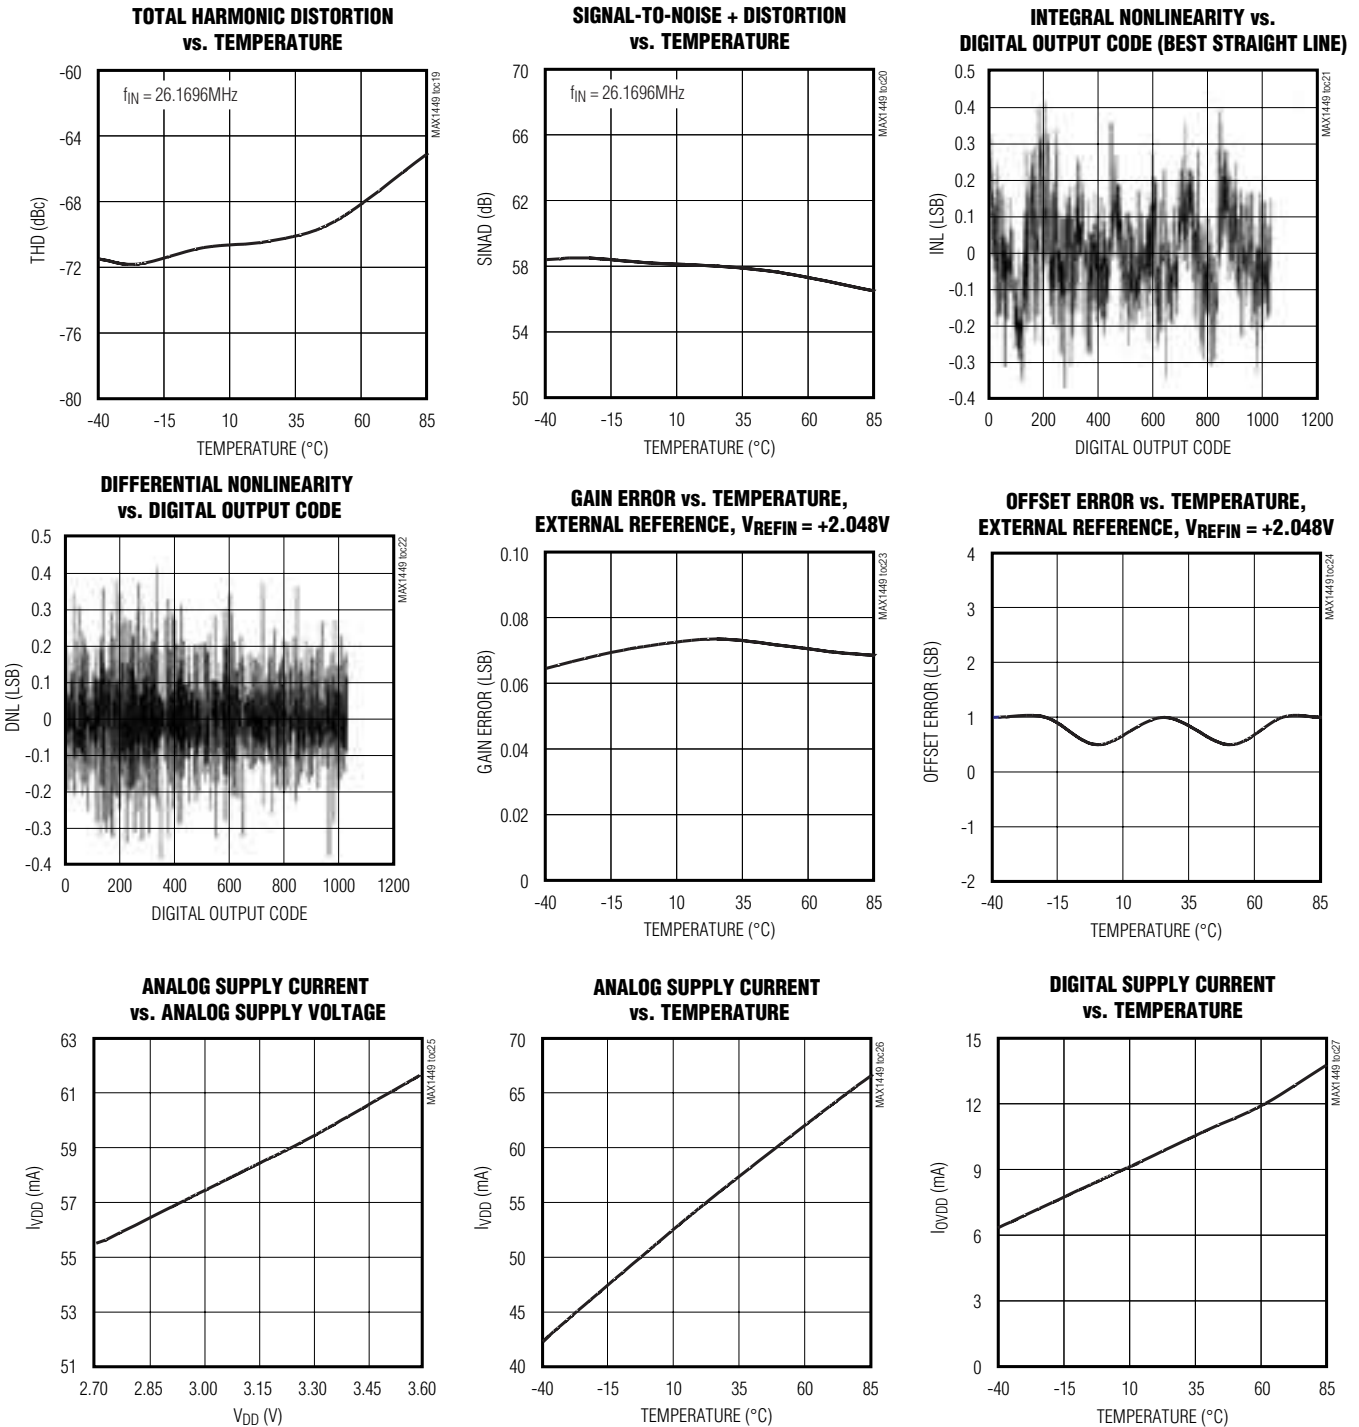 TOTAL HARMONIC DISTORTION
vs. TEMPERATURE
fIN = 26.1696MHz
MAX1449 toc19
THD (dBc)
-60
-64
-68
-72
-76
-80
-40 -15 10 35 60 85
TEMPERATURE (°C)
SIGNAL-TO-NOISE + DISTORTION
vs. TEMPERATURE
fIN = 26.1696MHz
MAX1449 toc20
SINAD (dB)
70
66
62
58
54
50
-40 -15 10 35 60 85
TEMPERATURE (°C)
INTEGRAL NONLINEARITY vs.
DIGITAL OUTPUT CODE (BEST STRAIGHT LINE)
MAX1449 toc21
INL (LSB)
0.5
0.4
0.3
0.2
0.1
0
-0.1
-0.2
-0.3
-0.4
0 200 400 600 800 1000 1200
DIGITAL OUTPUT CODE
DIFFERENTIAL NONLINEARITY
vs. DIGITAL OUTPUT CODE
MAX1449 toc22
DNL (LSB)
0.5
0.4
0.3
0.2
0.1
0
-0.1
-0.2
-0.3
-0.4
0 200 400 600 800 1000 1200
DIGITAL OUTPUT CODE
GAIN ERROR vs. TEMPERATURE,
EXTERNAL REFERENCE, VREFIN = +2.048V
MAX1449 toc23
GAIN ERROR (LSB)
0.10
0.08
0.06
0.04
0.02
0
-40 -15 10 35 60 85
TEMPERATURE (°C)
OFFSET ERROR vs. TEMPERATURE,
EXTERNAL REFERENCE, VREFIN = +2.048V
MAX1449 toc24
OFFSET ERROR (LSB)
4
3
2
1
0
-1
-2
-40 -15 10 35 60 85
TEMPERATURE (°C)
ANALOG SUPPLY CURRENT
vs. ANALOG SUPPLY VOLTAGE
MAX1449 toc25
IVDD (mA)
63
61
59
57
55
53
51
2.70 2.85 3.00 3.15 3.30 3.45 3.60
VDD (V)
ANALOG SUPPLY CURRENT
vs. TEMPERATURE
MAX1449 toc26
IVDD (mA)
70
65
60
55
50
45
40
-40 -15 10 35 60 85
TEMPERATURE (°C)
DIGITAL SUPPLY CURRENT
vs. TEMPERATURE
MAX1449 toc27
IOVDD (mA)
15
12
9
6
3
0
-40 -15 10 35 60 85
TEMPERATURE (°C)